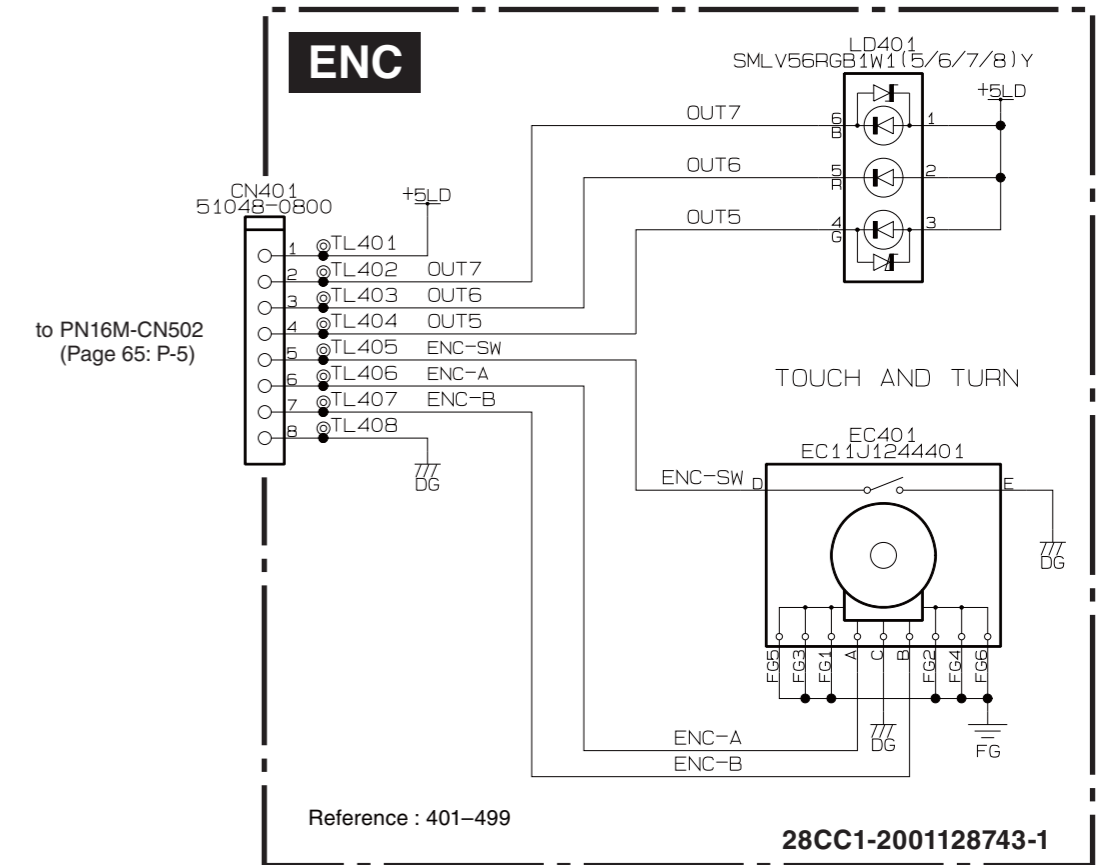 ENC
LD401
SMLV56RGB1W1(5/6/7/8)Y
+5LD
OUT7
6
B
1
OUT6
5
R
2
OUT5
4
G
3
CN401
51048-0800
+5LD
1 TL401
2 TL402 OUT7
3 TL403 OUT6
4 TL404 OUT5
5 TL405 ENC-SW
6 TL406 ENC-A
7 TL407 ENC-B
8 TL408
DG
to PN16M-CN502
(Page 65: P-5)
TOUCH AND TURN
EC401
EC11J1244401
ENC-SW D
E
DG
FG5
FG3
FG1
A
C
B
FG2
FG4
FG6
DG
FG
ENC-A
ENC-B
Reference : 401–499
28CC1-2001128743-1